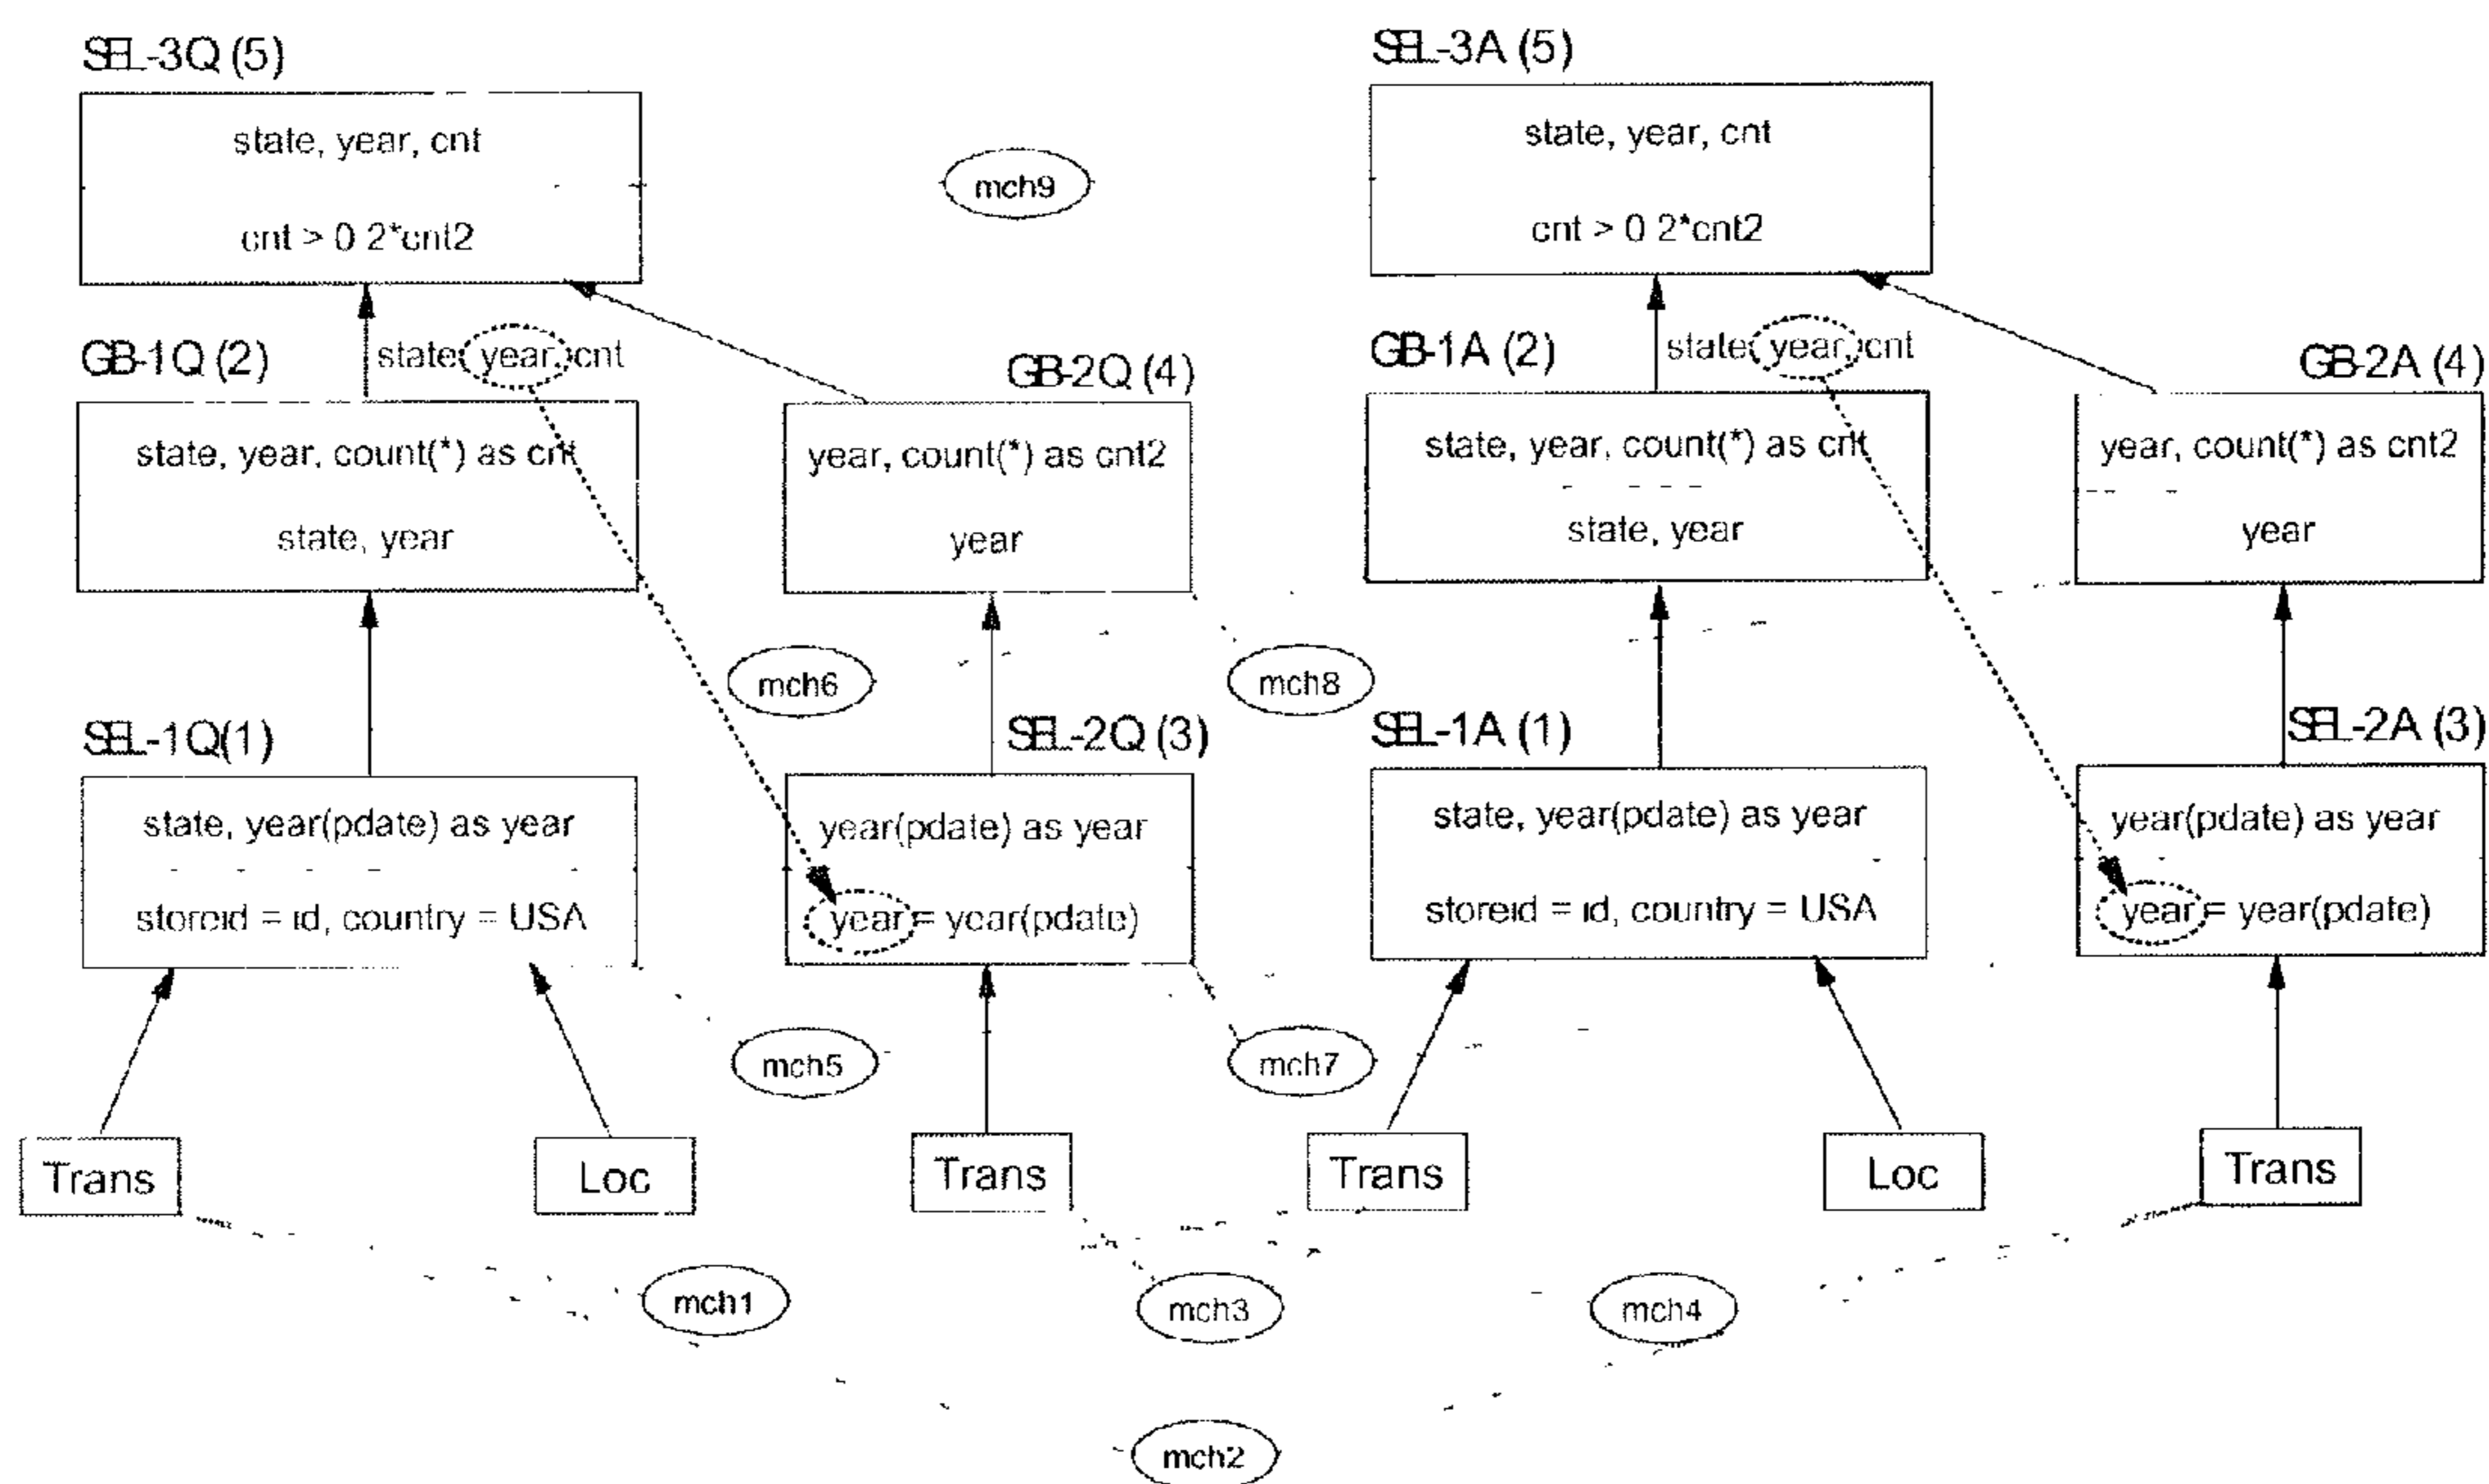 SEL-3Q (5)
SEL-3A (5)
state, year, cnt
cnt > 0 2*cnt2
mch9
state, year, cnt
cnt > 0 2*cnt2
GB-1Q (2)
state, year, cnt
GB-2Q (4)
GB-1A (2)
state, year, cnt
GB-2A (4)
state, year, count(*) as cnt
state, year
year, count(*) as cnt2
year
state, year, count(*) as cnt
state, year
year, count(*) as cnt2
year
mch6
mch8
SEL-1Q(1)
SEL-2Q (3)
SEL-1A (1)
SEL-2A (3)
state, year(pdate) as year
storeid = id, country = USA
year(pdate) as year
year = year(pdate)
state, year(pdate) as year
storeid = id, country = USA
year(pdate) as year
year = year(pdate)
mch5
mch7
Trans
Loc
Trans
Trans
Loc
Trans
mch1
mch3
mch4
mch2